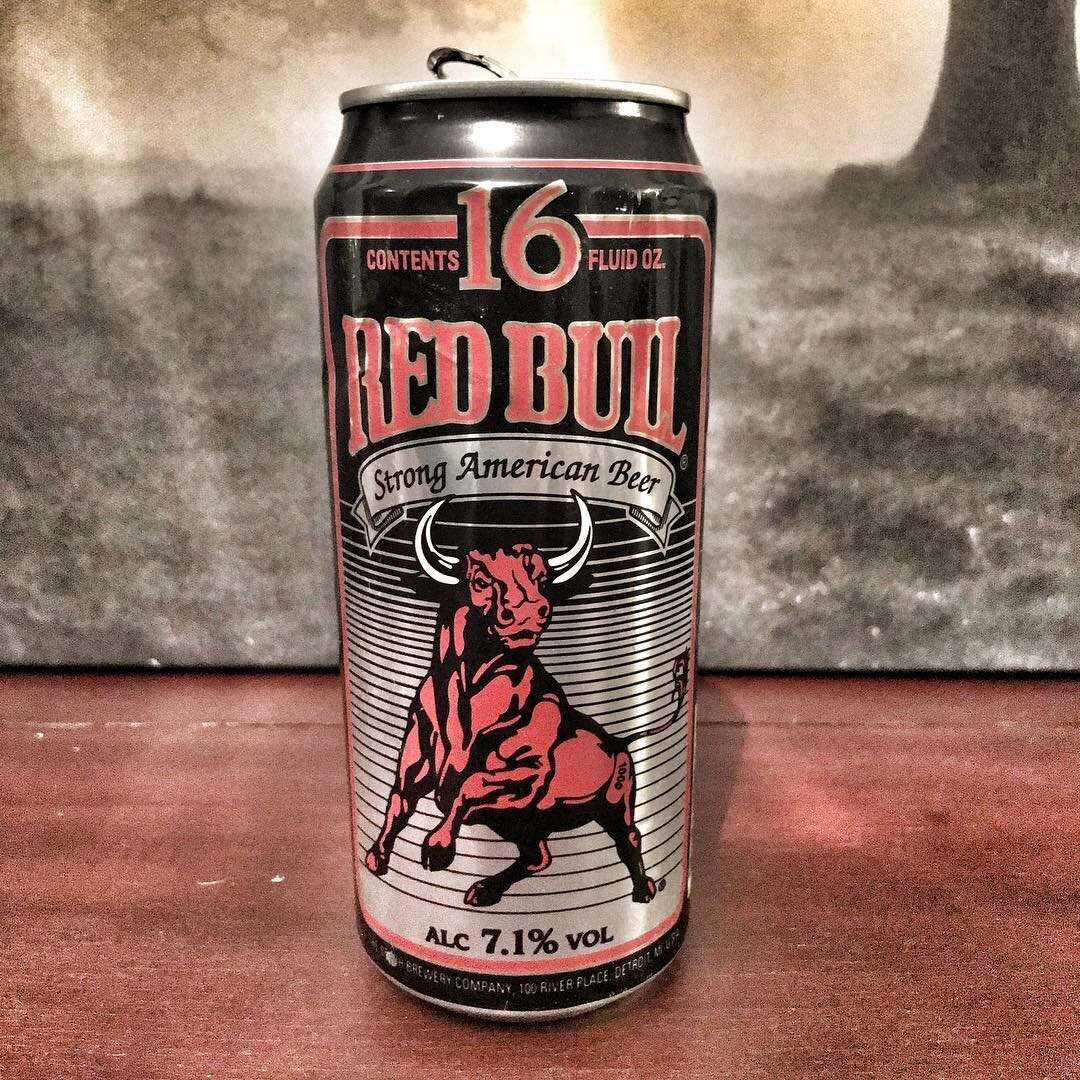 CONTENTS 16 FLUID OZ.
RED BULL®
Strong American Beer
1000
®
ALC 7.1% VOL
BREWERY COMPANY, 100 RIVER PLACE, DETROIT, MI, U.S.A.